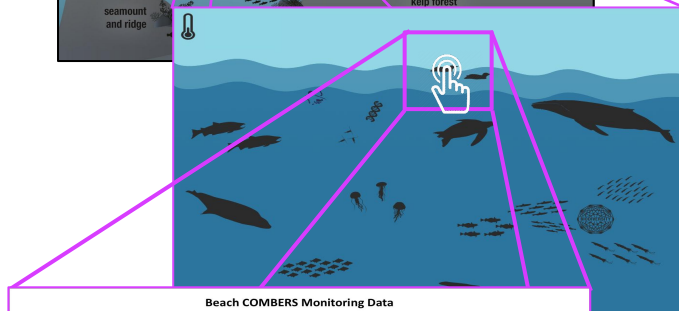 seamount
and ridge
kelp forest
Beach COMBERS Monitoring Data